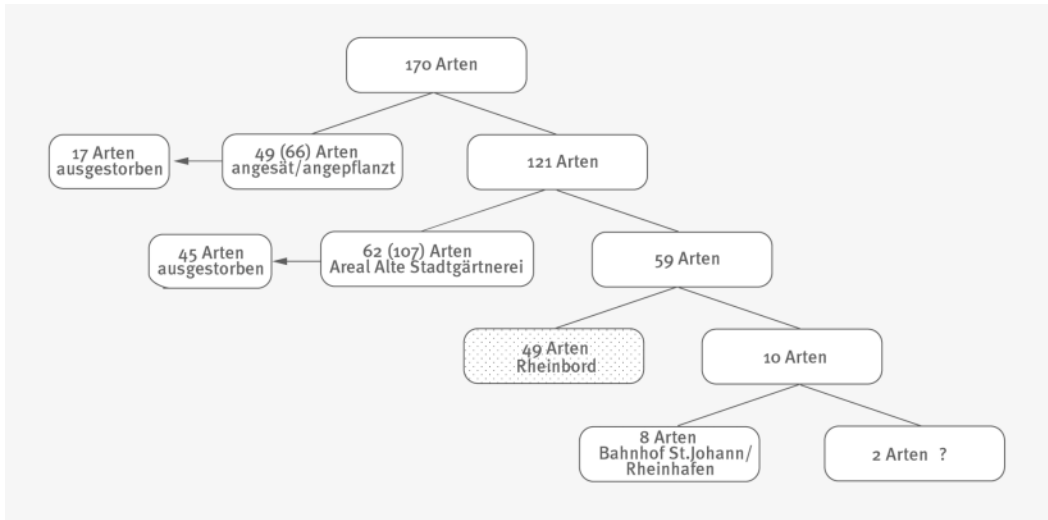 170 Arten
17 Arten
ausgestorben
49 (66) Arten
angesät/angepflanzt
121 Arten
45 Arten
ausgestorben
62 (107) Arten
Areal Alte Stadtgärtnerei
59 Arten
49 Arten
Rheinbord
10 Arten
8 Arten
Bahnhof St.Johann/
Rheinhafen
2 Arten ?